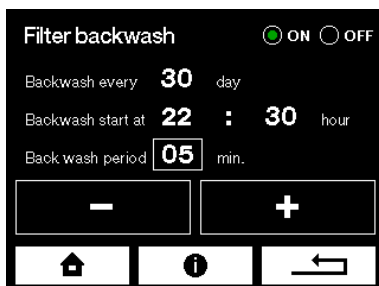 Filter backwash ON OFF
Backwash every 30 day
Backwash start at 22 : 30 hour
Back wash period 05 min.
- +